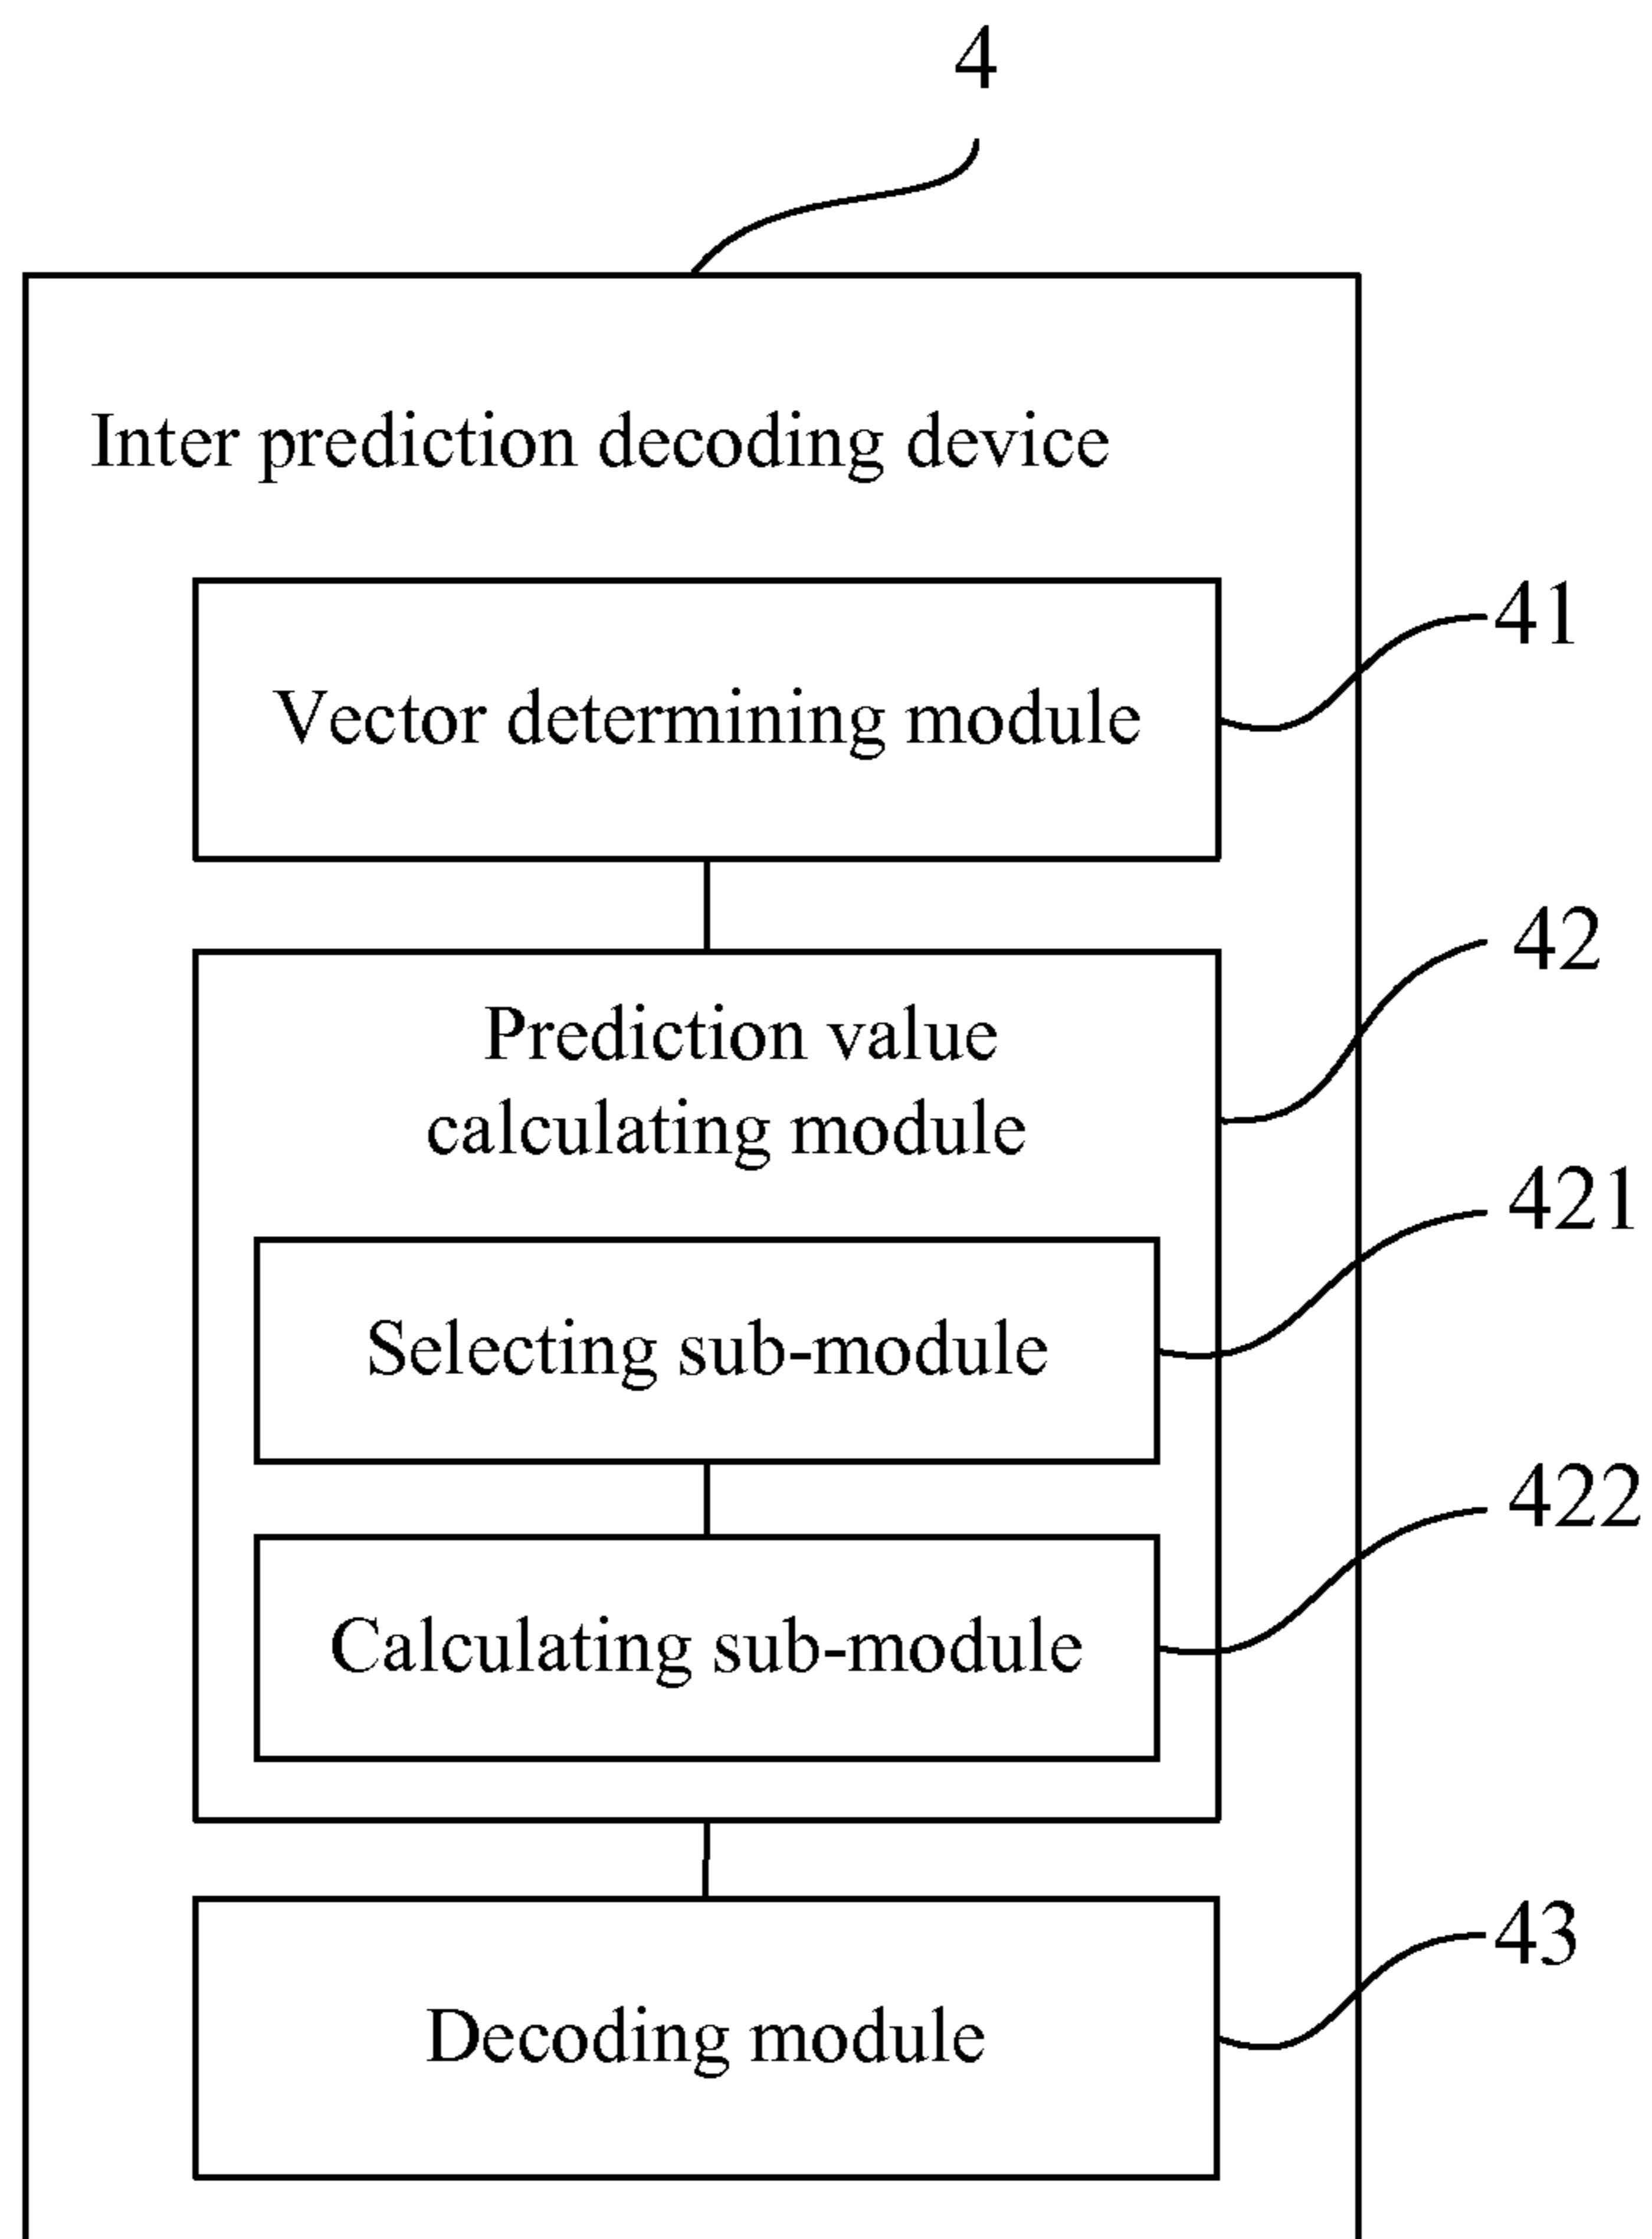 4
Inter prediction decoding device
41
Vector determining module
42
Prediction value
calculating module
421
Selecting sub-module
422
Calculating sub-module
43
Decoding module